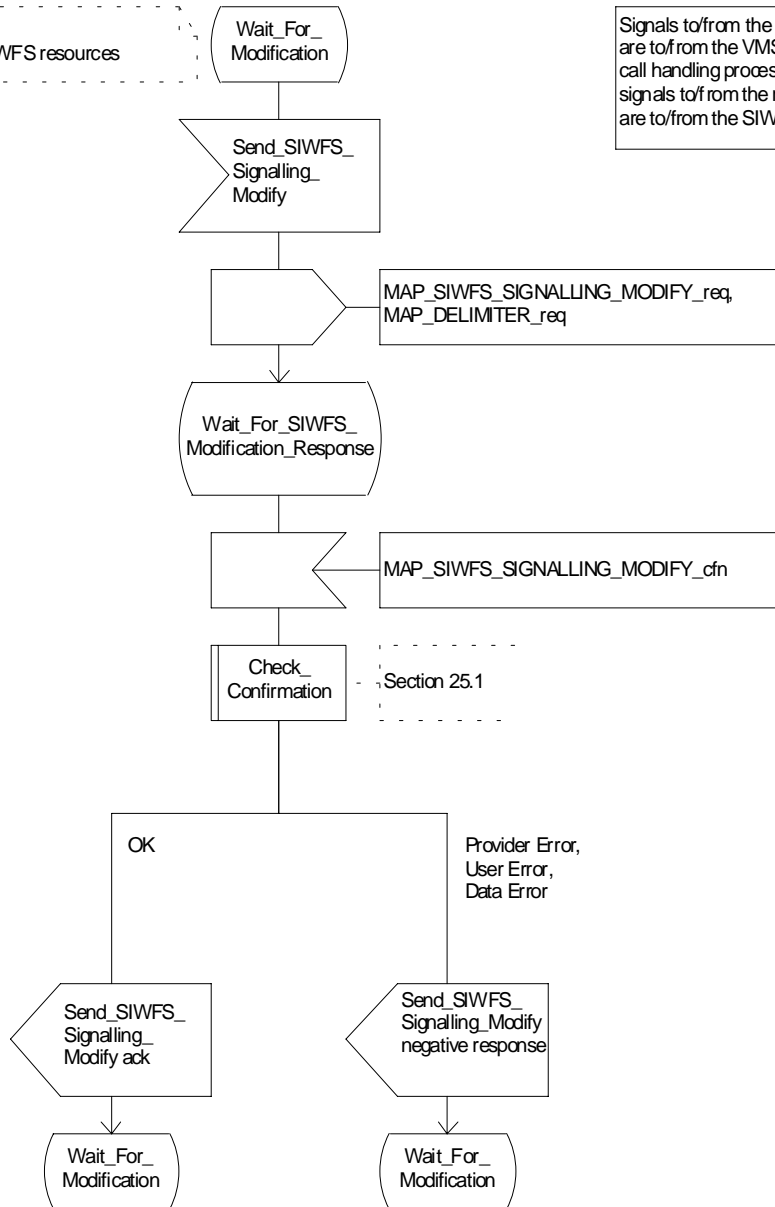 WFS resources
Wait_For_
Modification
Signals to/from the
are to/from the VMS
call handling proces
signals to/from the r
are to/from the SIW
Send_SIWFS_
Signalling_
Modify
MAP_SIWFS_SIGNALLING_MODIFY_req,
MAP_DELIMITER_req
Wait_For_SIWFS_
Modification_Response
MAP_SIWFS_SIGNALLING_MODIFY_cfn
Check_
Confirmation
Section 25.1
OK
Provider Error,
User Error,
Data Error
Send_SIWFS_
Signalling_
Modify ack
Send_SIWFS_
Signalling_Modify
negative response
Wait_For_
Modification
Wait_For_
Modification